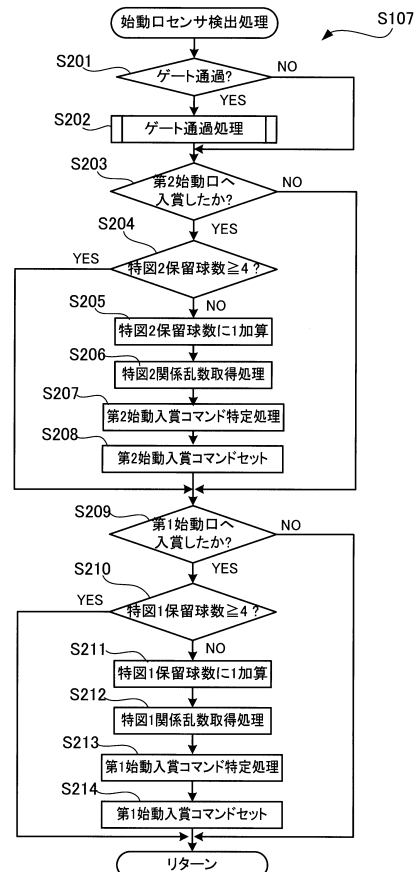 始動口センサ検出処理
S107
S201
ゲート通過?
NO
YES
S202
ゲート通過処理
S203
第2始動口へ
入賞したか?
NO
YES
S204
特図2保留球数≧4?
YES
NO
S205
特図2保留球数に1加算
S206
特図2関係乱数取得処理
S207
第2始動入賞コマンド特定処理
S208
第2始動入賞コマンドセット
S209
第1始動口へ
入賞したか?
NO
YES
S210
特図1保留球数≧4?
YES
NO
S211
特図1保留球数に1加算
S212
特図1関係乱数取得処理
S213
第1始動入賞コマンド特定処理
S214
第1始動入賞コマンドセット
リターン